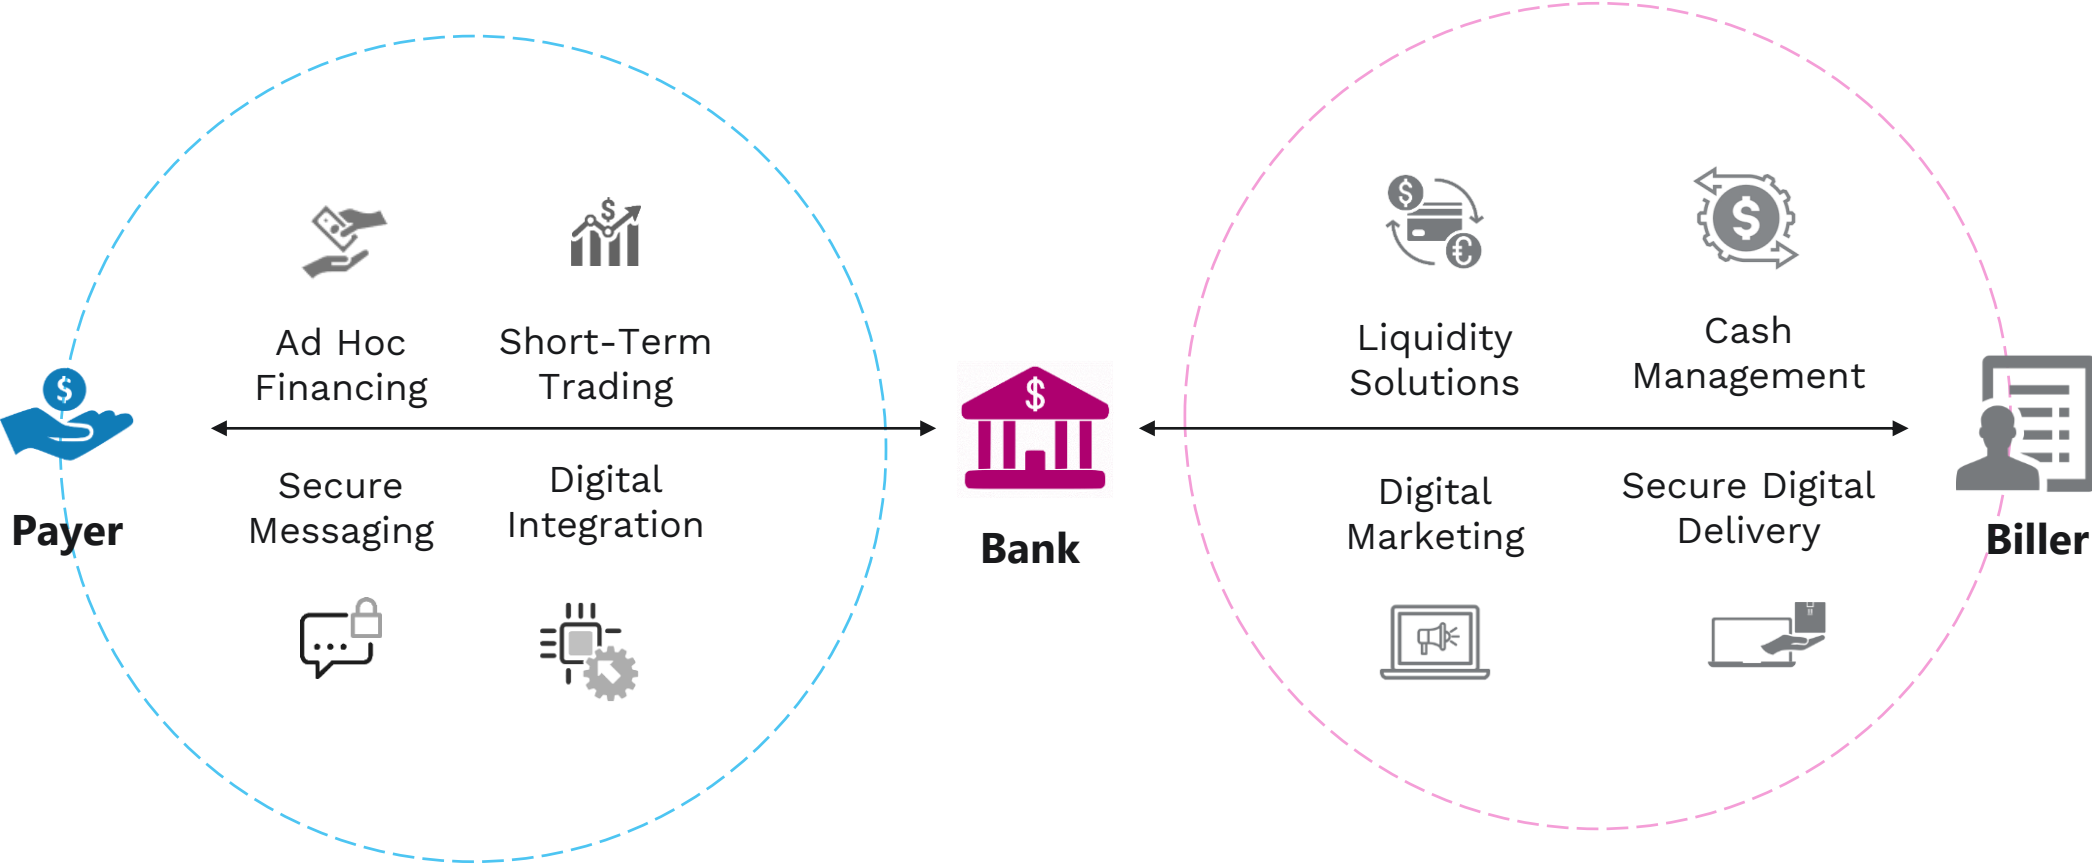 Ad Hoc
Financing
Short-Term
Trading
Secure
Messaging
Digital
Integration
Payer
$
$
Bank
Liquidity
Solutions
Cash
Management
Digital
Marketing
Secure Digital
Delivery
Biller
$
$
€
$